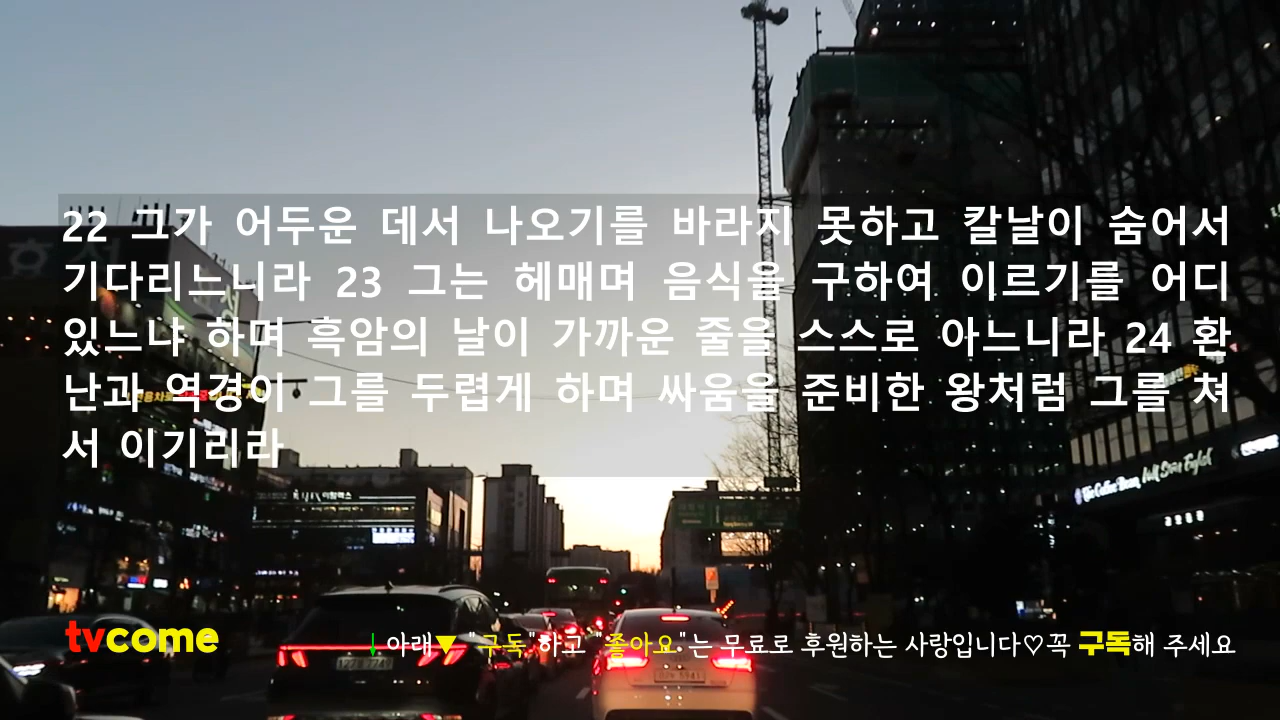 22 그가 어두운 데서 나오기를 바라지 못하고 칼날이 숨어서
기다리느니라 23 그는 헤매며 음식을 구하여 이르기를 어디
있느냐 하며 흑암의 날이 가까운 줄을 스스로 아느니라 24 환
난과 역경이 그를 두렵게 하며 싸움을 준비한 왕처럼 그를 쳐
서 이기리라
The Coffee Bean
tvcome
↓아래▼ "구독"하고 "좋아요"는 무료로 후원하는 사랑입니다♡꼭 구독해 주세요